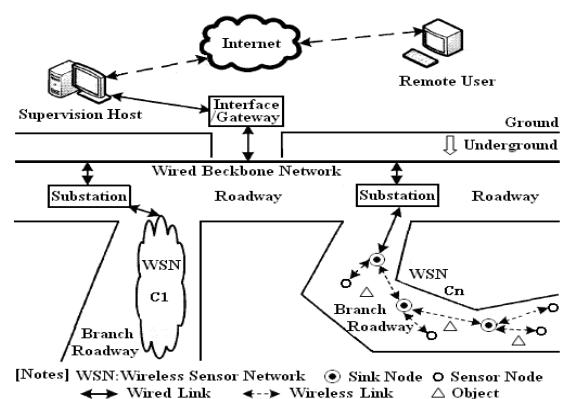 Internet
Remote User
Supervision Host
Interface
/Gateway
Ground
Underground
Wired Backbone Network
Substation
Roadway
Substation
Roadway
WSN
C1
WSN
Cn
Branch
Roadway
Branch
Roadway
[Notes] WSN:Wireless Sensor Network Sink Node Sensor Node
Wired Link Wireless Link Object